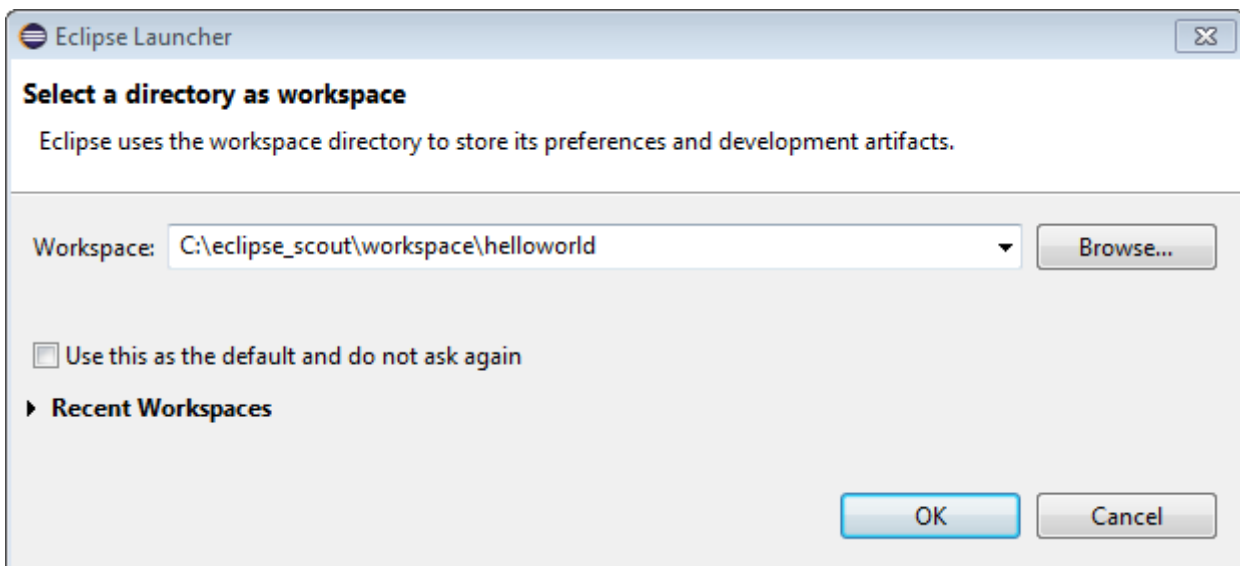 Eclipse Launcher
Select a directory as workspace
Eclipse uses the workspace directory to store its preferences and development artifacts.
Workspace: C:\eclipse_scout\workspace\helloworld Browse...
Use this as the default and do not ask again
Recent Workspaces
OK Cancel